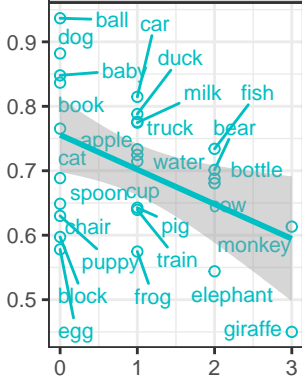 0.9
0.8
0.7
0.6
0.5
ball
car
dog
duck
baby
milk
fish
book
truck
bear
apple
cat
water
bottle
spoon
cup
cow
chair
pig
monkey
puppy
train
block
frog
elephant
egg
giraffe
0
1
2
3